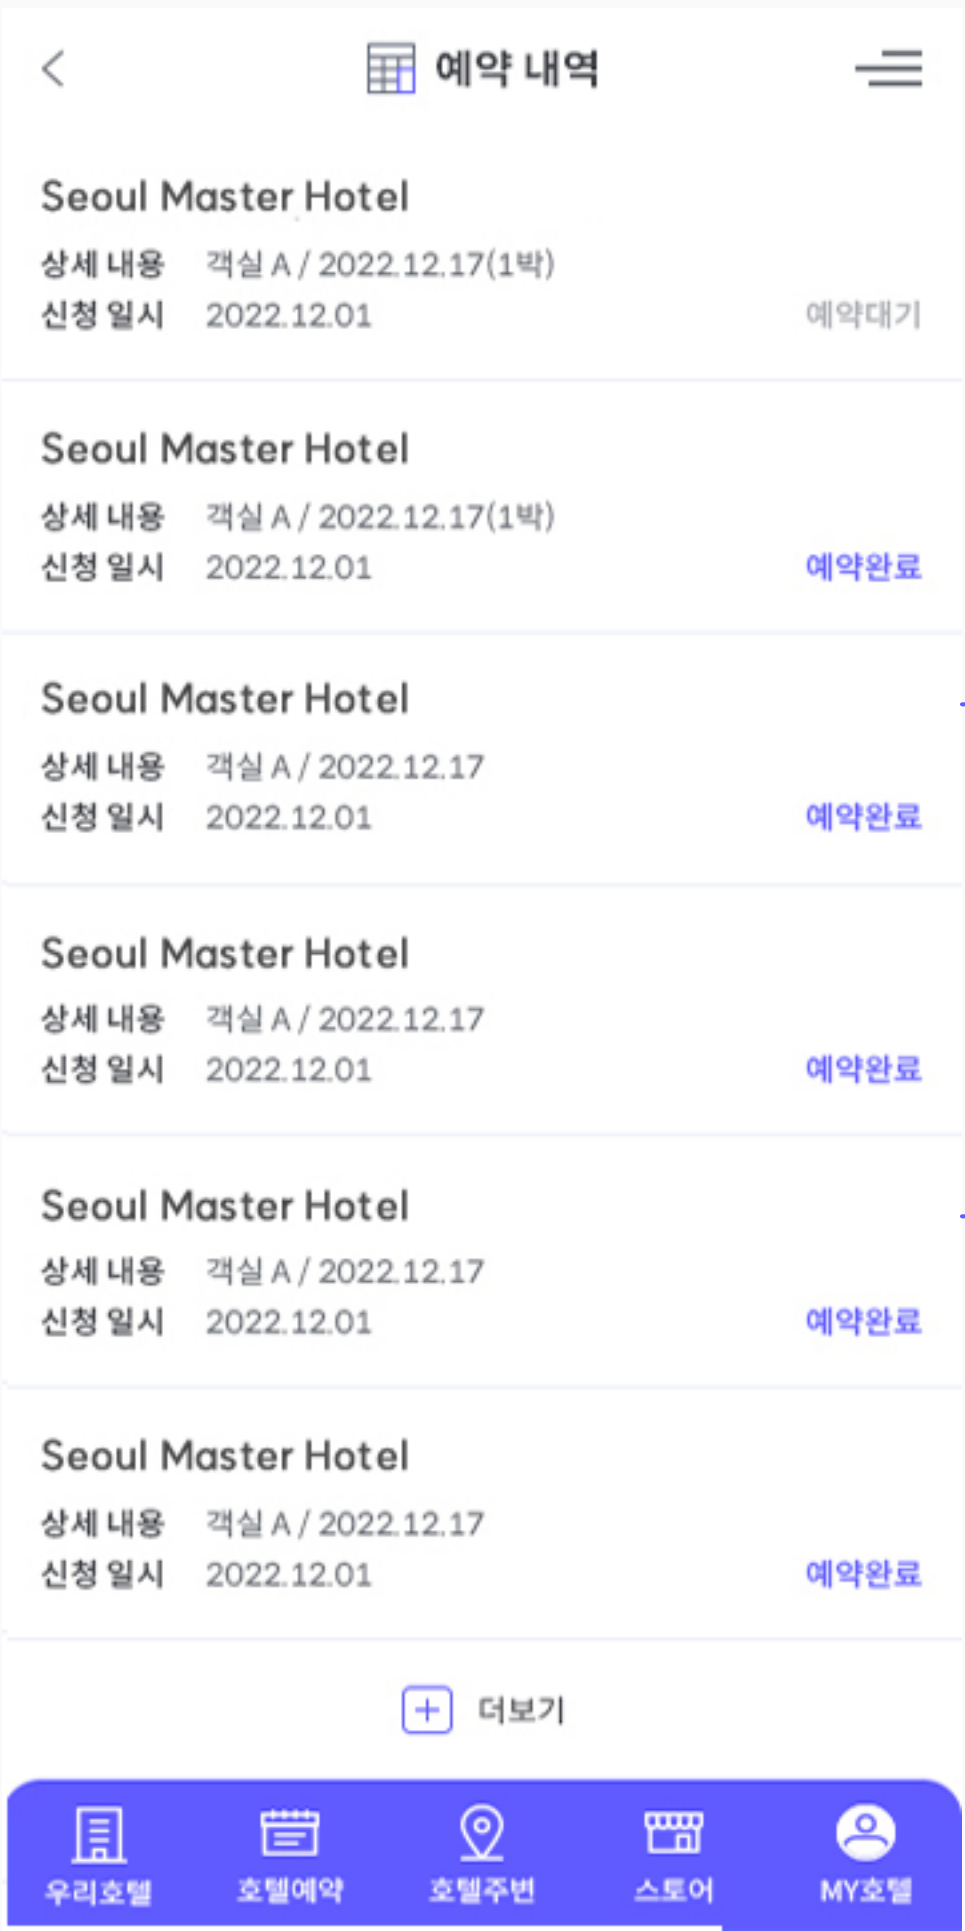 예약 내역
Seoul Master Hotel
상세 내용 객실 A / 2022.12.17(1박)
신청 일시 2022.12.01 예약대기
Seoul Master Hotel
상세 내용 객실 A / 2022.12.17(1박)
신청 일시 2022.12.01 예약완료
Seoul Master Hotel
상세 내용 객실 A / 2022.12.17
신청 일시 2022.12.01 예약완료
Seoul Master Hotel
상세 내용 객실 A / 2022.12.17
신청 일시 2022.12.01 예약완료
Seoul Master Hotel
상세 내용 객실 A / 2022.12.17
신청 일시 2022.12.01 예약완료
Seoul Master Hotel
상세 내용 객실 A / 2022.12.17
신청 일시 2022.12.01 예약완료
더보기
우리호텔 호텔예약 호텔주변 스토어 MY호텔